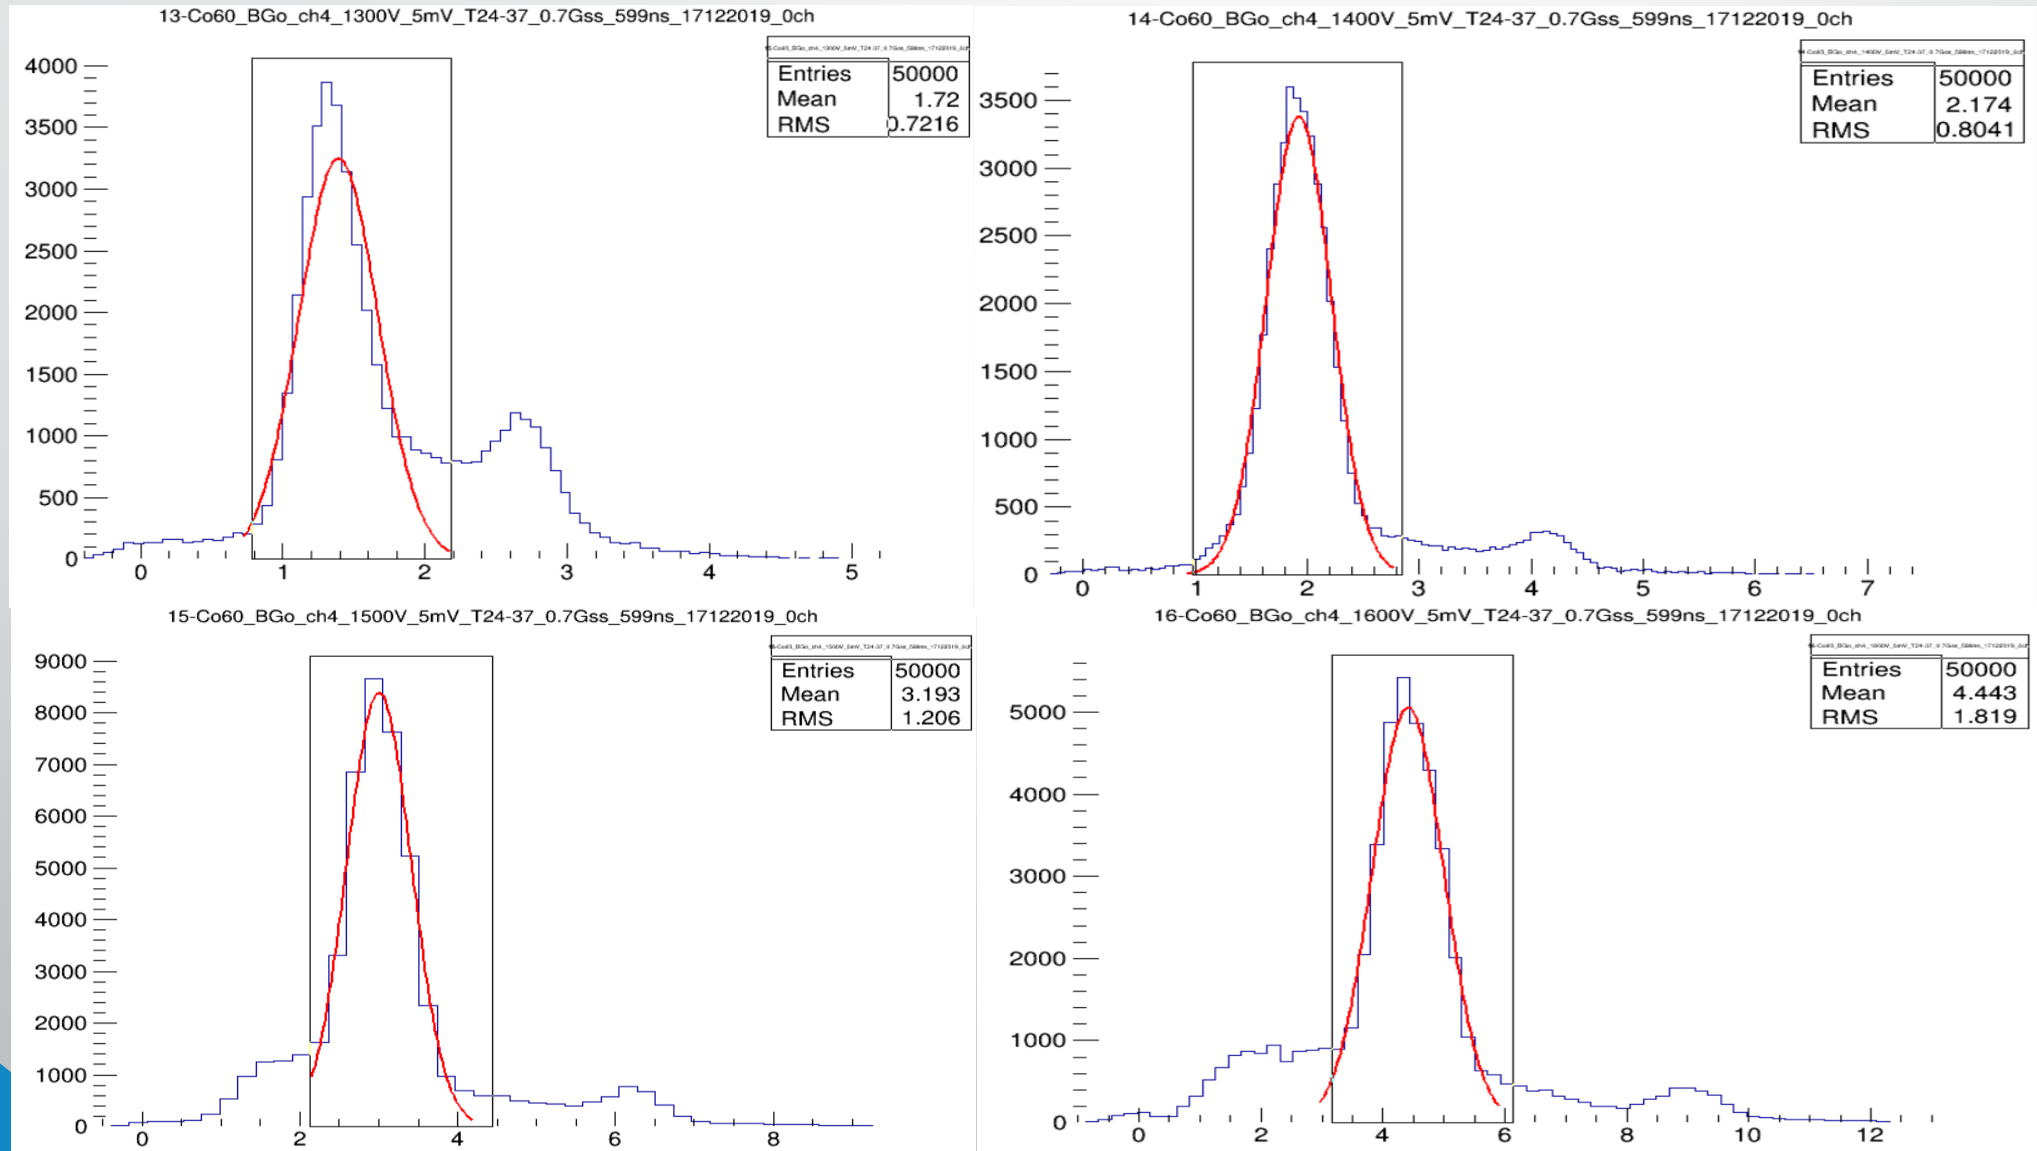 13-Co60_BGo_ch4_1300V_5mV_T24-37_0.7Gss_599ns_17122019_0ch
Entries 50000
Mean 1.72
RMS 0.7216
4000
3500
3000
2500
2000
1500
1000
500
0
0 1 2 3 4 5
14-Co60_BGo_ch4_1400V_5mV_T24-37_0.7Gss_599ns_17122019_0ch
Entries 50000
Mean 2.174
RMS 0.8041
3500
3000
2500
2000
1500
1000
500
0
0 1 2 3 4 5 6 7
15-Co60_BGo_ch4_1500V_5mV_T24-37_0.7Gss_599ns_17122019_0ch
Entries 50000
Mean 3.193
RMS 1.206
9000
8000
7000
6000
5000
4000
3000
2000
1000
0
0 2 4 6 8
16-Co60_BGo_ch4_1600V_5mV_T24-37_0.7Gss_599ns_17122019_0ch
Entries 50000
Mean 4.443
RMS 1.819
5000
4000
3000
2000
1000
0
0 2 4 6 8 10 12